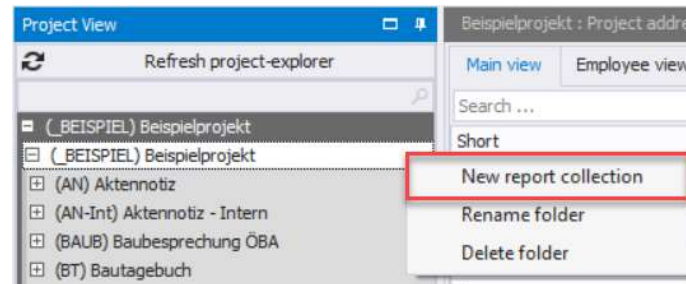 Project View
Refresh project-explorer
(_BEISPIEL) Beispielprojekt
(_BEISPIEL) Beispielprojekt
(AN) Aktennotiz
(AN-Int) Aktennotiz - Intern
(BAUB) Baubesprechung ÖBA
(BT) Bautagebuch
Beispielprojekt : Project addre
Main view Employee view
Search ...
Short
New report collection
Rename folder
Delete folder